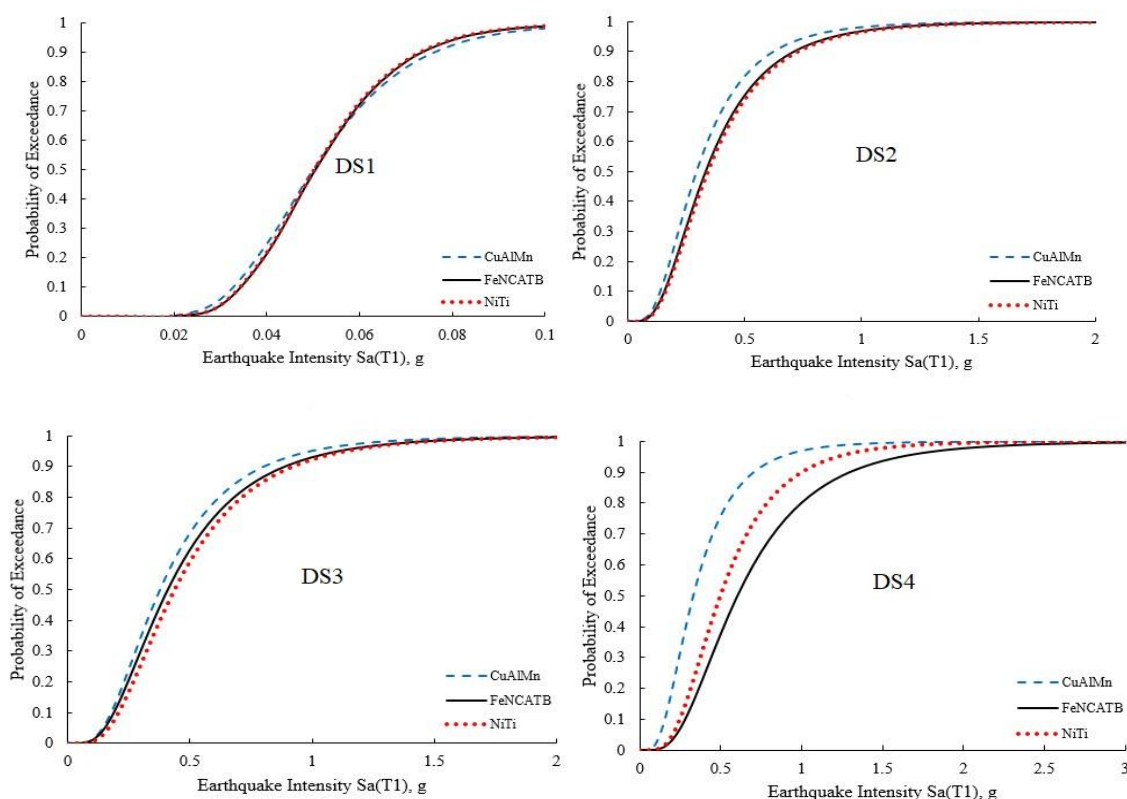 Probability of Exceedance
1
0.9
0.8
0.7
0.6
0.5
0.4
0.3
0.2
0.1
0
DS1
CuAlMn
FeNCATB
NiTi
0
0.02
0.04
0.06
0.08
0.1
Earthquake Intensity Sa(T1), g
Probability of Exceedance
1
0.9
0.8
0.7
0.6
0.5
0.4
0.3
0.2
0.1
0
DS2
CuAlMn
FeNCATB
NiTi
0
0.5
1
1.5
2
Earthquake Intensity Sa(T1), g
Probability of Exceedance
1
0.9
0.8
0.7
0.6
0.5
0.4
0.3
0.2
0.1
0
DS3
CuAlMn
FeNCATB
NiTi
0
0.5
1
1.5
2
Earthquake Intensity Sa(T1), g
Probability of Exceedance
1
0.9
0.8
0.7
0.6
0.5
0.4
0.3
0.2
0.1
0
DS4
CuAlMn
FeNCATB
NiTi
0
0.5
1
1.5
2
2.5
3
Earthquake Intensity Sa(T1), g